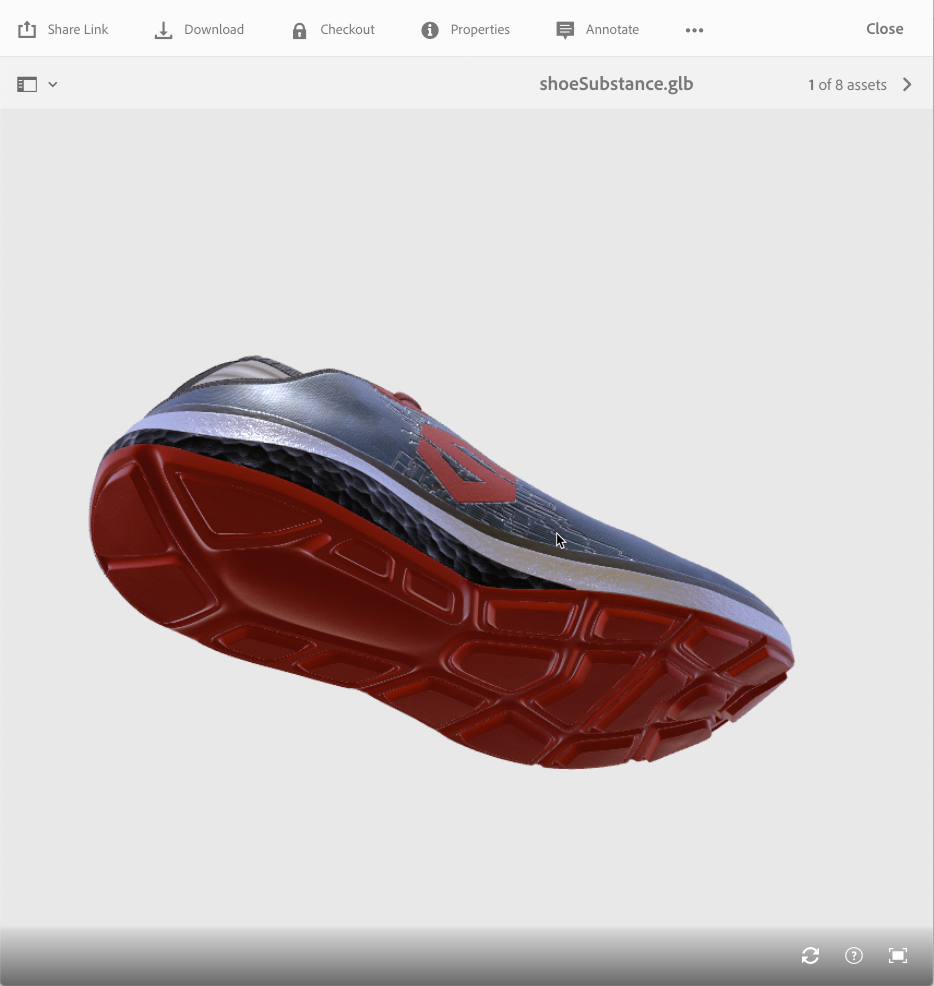 Share Link Download Checkout Properties Annotate ••• Close
shoeSubstance.glb 1 of 8 assets
?